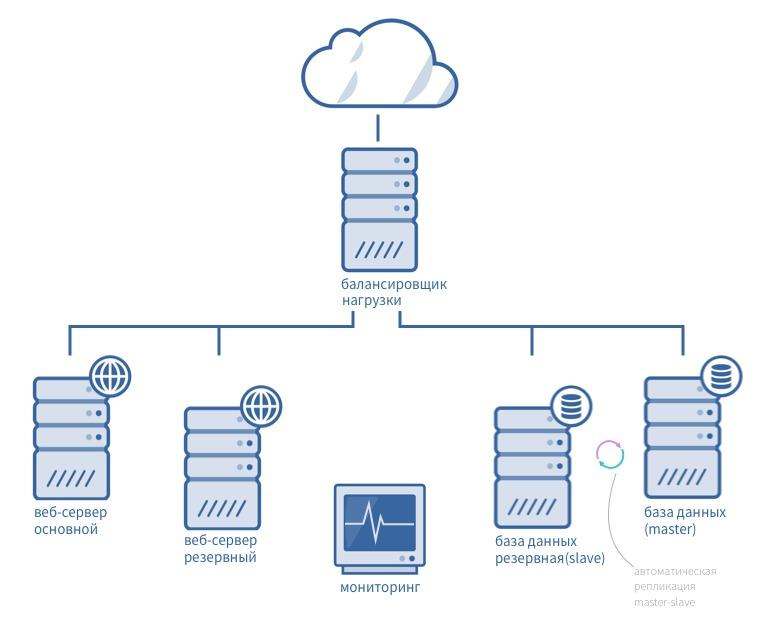 балансировщик
нагрузки
веб-сервер
основной
веб-сервер
резервный
мониторинг
база данных
резервная(slave)
база данных
(master)
автоматическая
репликация
master-slave